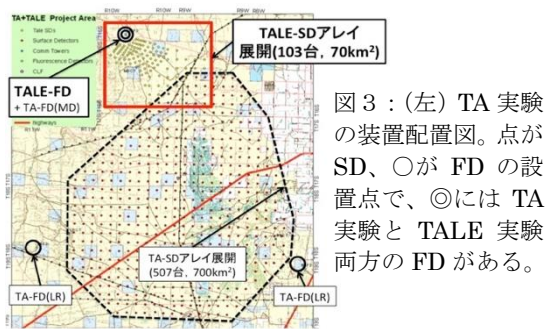 TA+TALE Project Area
Tale SDs
Surface Detectors
Comm Towers
Fluorescence Detectors
CLF
highways
R10W
R9W
R8W
R8W
TALE-SDアレイ
展開(103台, 70km²)
TALE-FD
+ TA-FD(MD)
TA-SDアレイ展開
(507台, 700km²)
TA-FD(LR)
TA-FD(LR)
図３:(左) TA 実験
の装置配置図。点が
SD、○が FD の設
置点で、◎には TA
実験と TALE 実験
両方の FD がある。